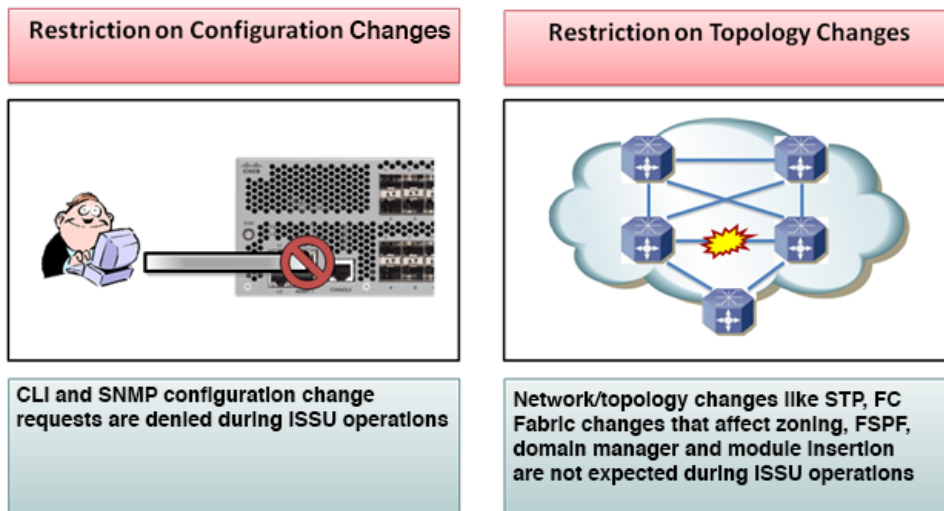 Restriction on Configuration Changes
Restriction on Topology Changes
CISCO
CONSOLE
CLI and SNMP configuration change
requests are denied during ISSU operations
Network/topology changes like STP, FC
Fabric changes that affect zoning, FSPF,
domain manager and module insertion
are not expected during ISSU operations